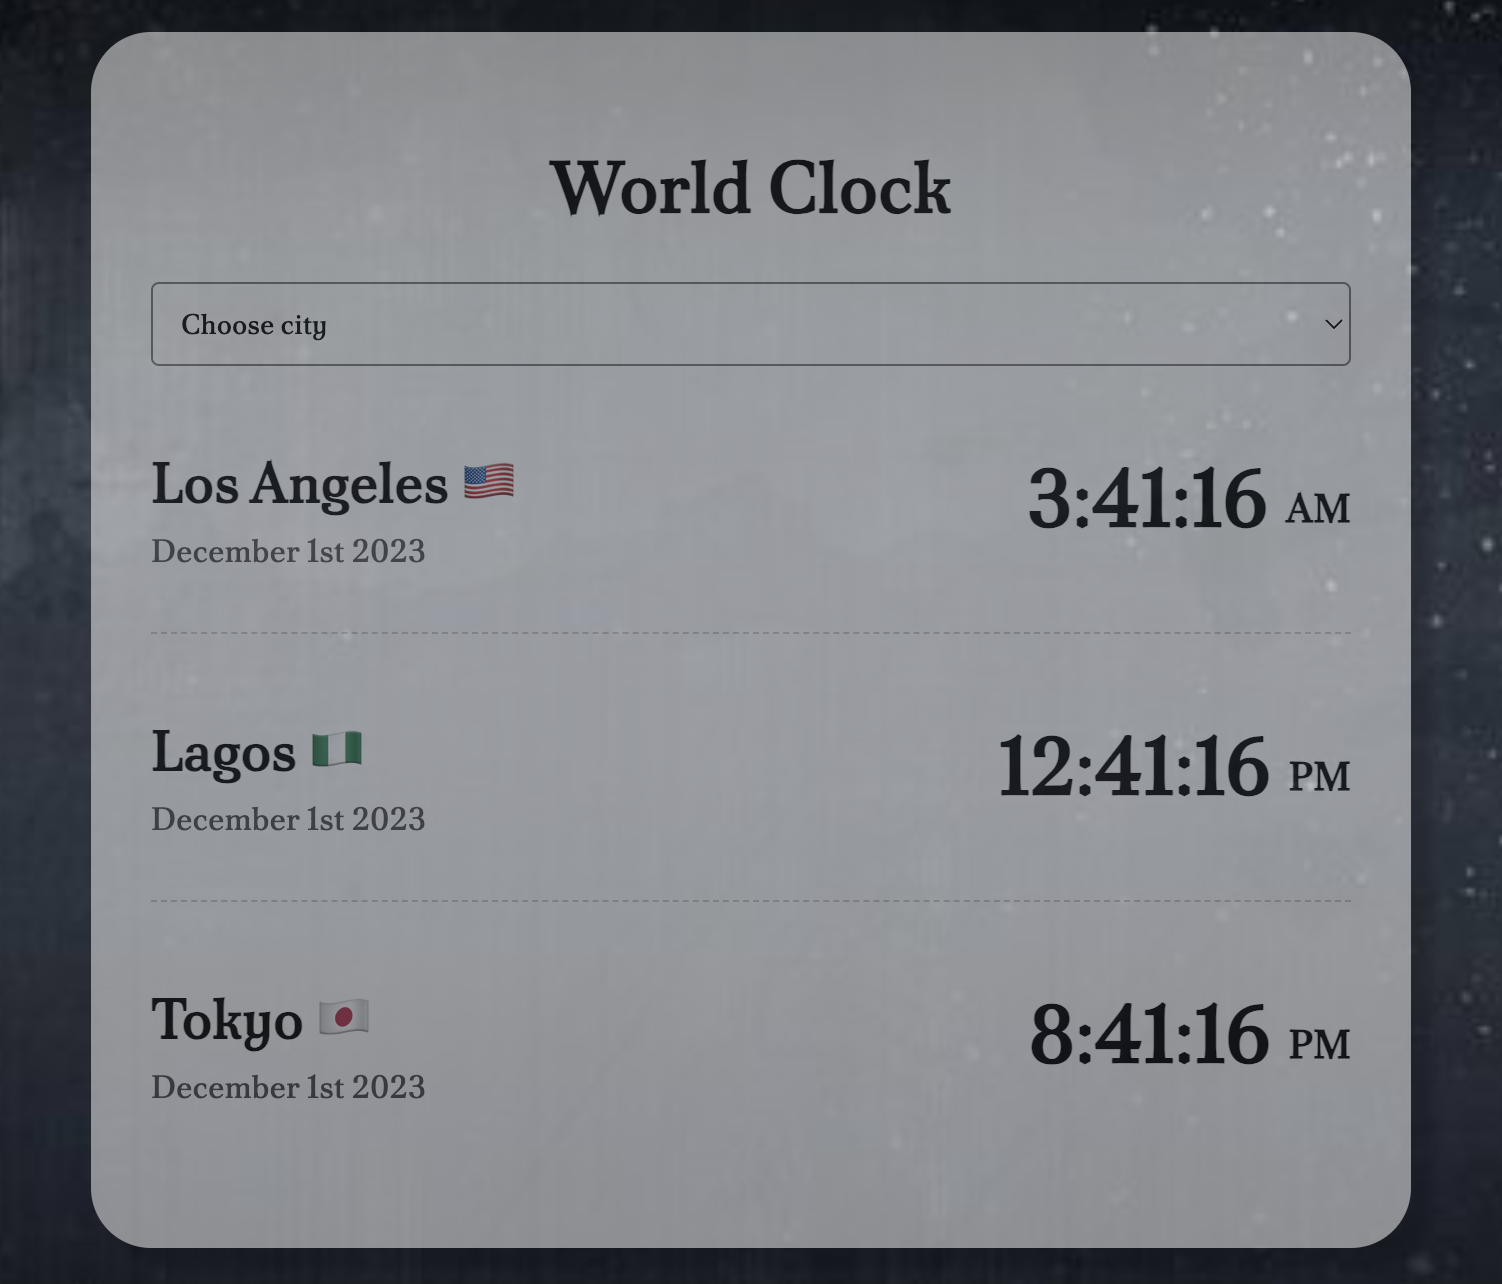 World Clock
Choose city
Los Angeles 🇺🇸
3:41:16 AM
December 1st 2023
Lagos 🇳🇬
12:41:16 PM
December 1st 2023
Tokyo 🇯🇵
8:41:16 PM
December 1st 2023